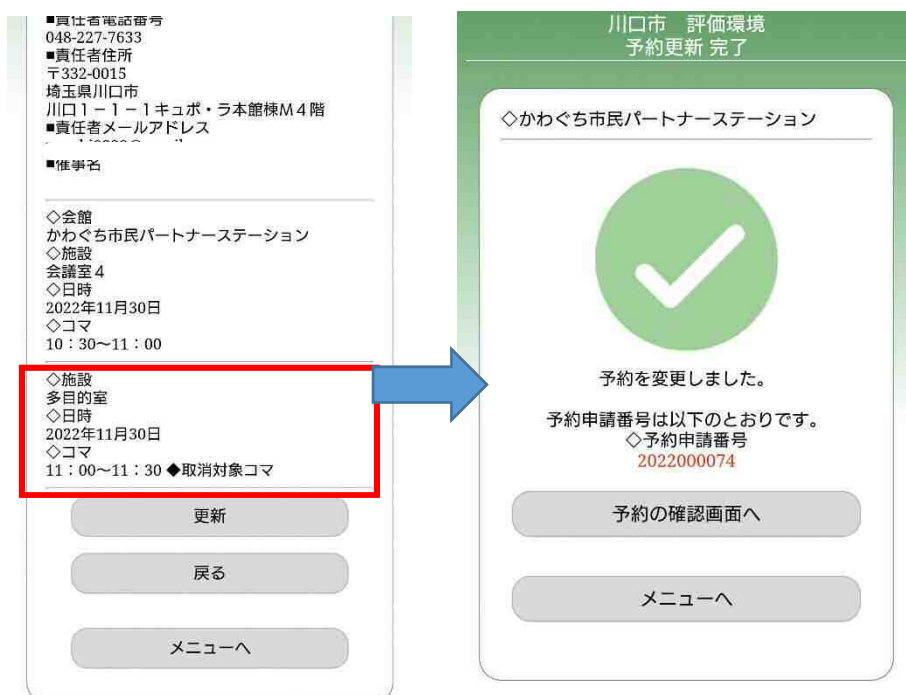 ■責任者電話番号
048-227-7633
■責任者住所
〒332-0015
埼玉県川口市
川口１－１－１キュポ・ラ本館棟Ｍ４階
■責任者メールアドレス
■催事名
◇会館
かわぐち市民パートナーステーション
◇施設
会議室４
◇日時
2022年11月30日
◇コマ
10：30～11：00
◇施設
多目的室
◇日時
2022年11月30日
◇コマ
11：00～11：30 ◆取消対象コマ
更新
戻る
メニューへ
川口市　評価環境
予約更新 完了
◇かわぐち市民パートナーステーション
予約を変更しました。
予約申請番号は以下のとおりです。
◇予約申請番号
2022000074
予約の確認画面へ
メニューへ